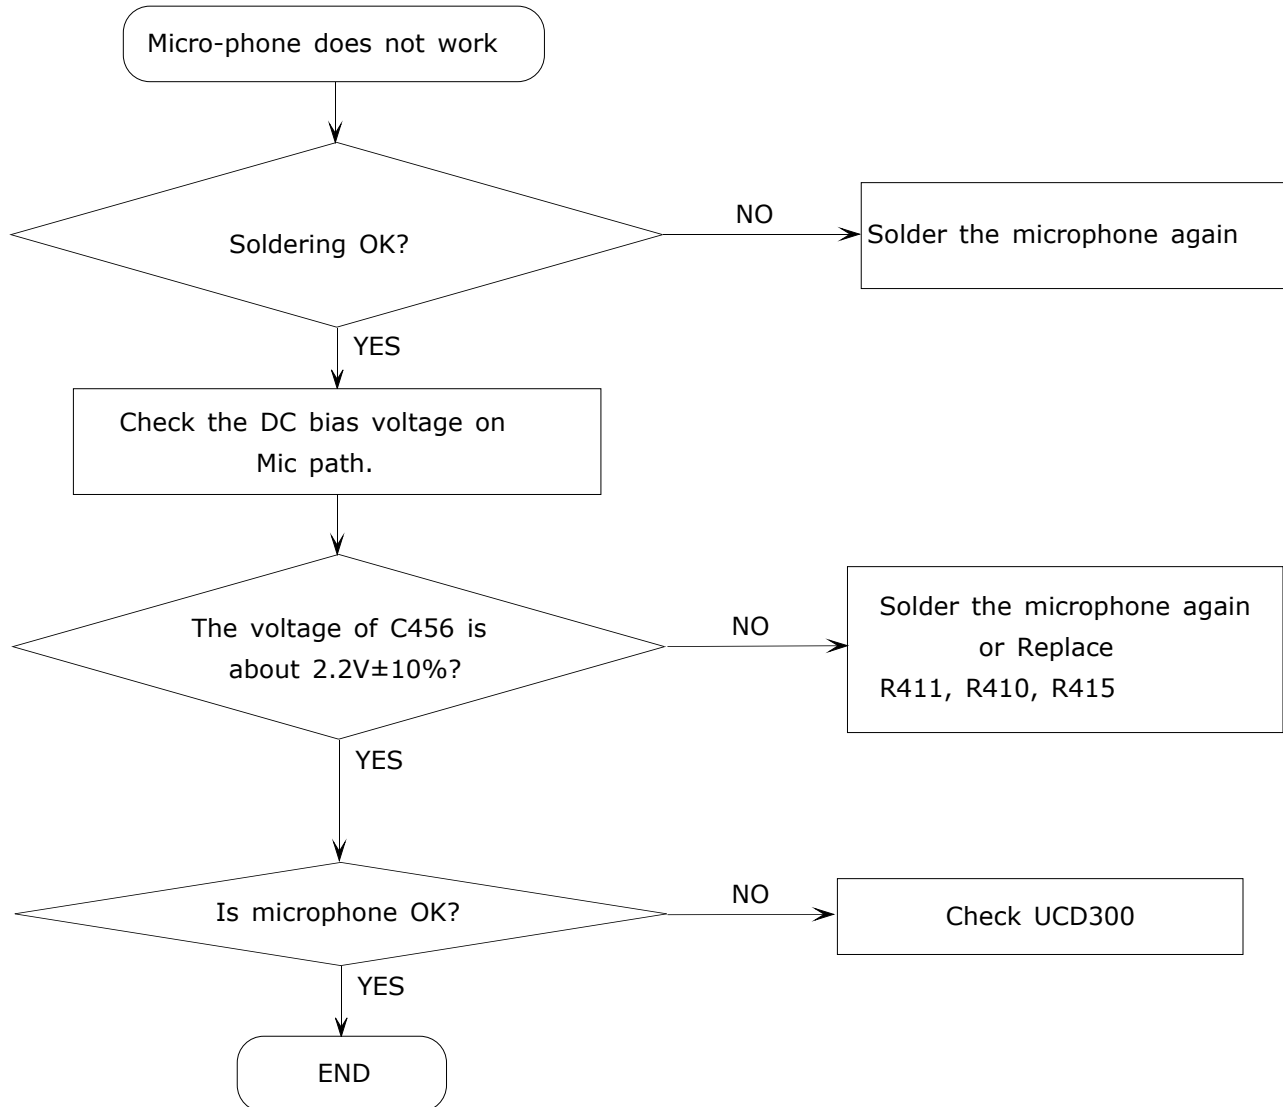 Micro-phone does not work
Soldering OK?
NO
Solder the microphone again
YES
Check the DC bias voltage on
Mic path.
The voltage of C456 is
about 2.2V±10%?
NO
Solder the microphone again
or Replace
R411, R410, R415
YES
Is microphone OK?
NO
Check UCD300
YES
END